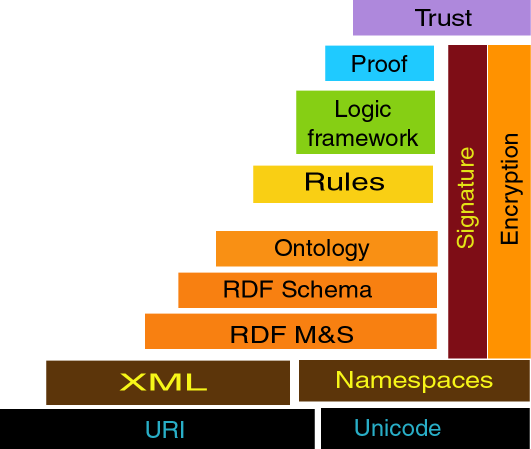 Trust
Proof
Logic
framework
Rules
Ontology
RDF Schema
RDF M&S
Signature
Encryption
XML
Namespaces
URI
Unicode